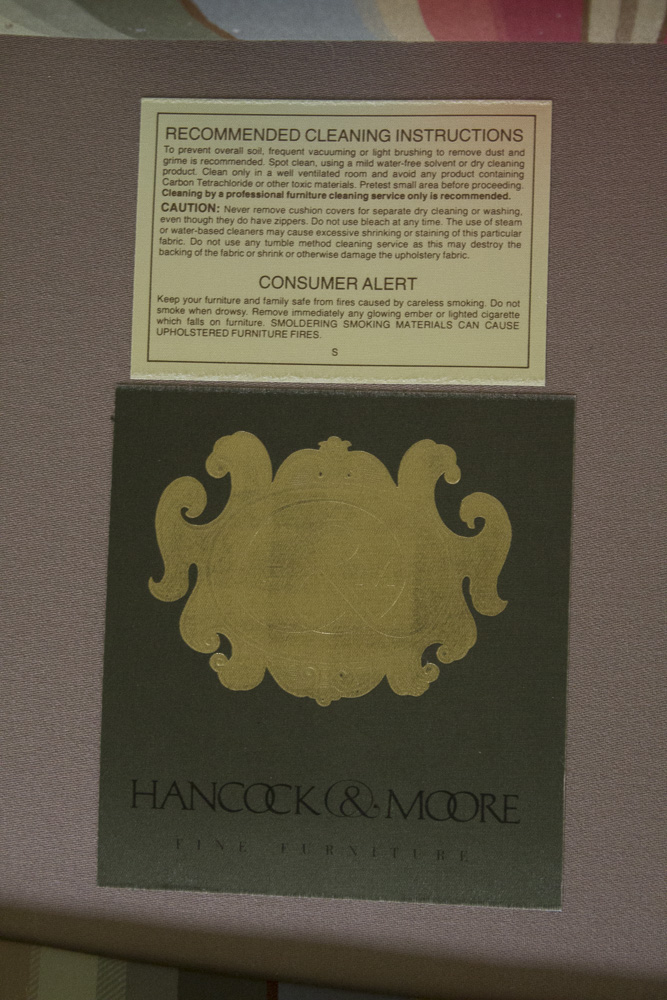 RECOMMENDED CLEANING INSTRUCTIONS
To prevent overall soil, frequent vacuuming or light brushing to remove dust and
grime is recommended. Spot clean, using a mild water-free solvent or dry cleaning
product. Clean only in a well ventilated room and avoid any product containing
Carbon Tetrachloride or other toxic materials. Pretest small area before proceeding.
Cleaning by a professional furniture cleaning service only is recommended.
CAUTION: Never remove cushion covers for separate dry cleaning or washing,
even though they do have zippers. Do not use bleach at any time. The use of steam
or water-based cleaners may cause excessive shrinking or staining of this particular
fabric. Do not use any tumble method cleaning service as this may destroy the
backing of the fabric or shrink or otherwise damage the upholstery fabric.
CONSUMER ALERT
Keep your furniture and family safe from fires caused by careless smoking. Do not
smoke when drowsy. Remove immediately any glowing ember or lighted cigarette
which falls on furniture. SMOLDERING SMOKING MATERIALS CAN CAUSE
UPHOLSTERED FURNITURE FIRES.
S
HANCOCK & MOORE
FINE FURNITURE